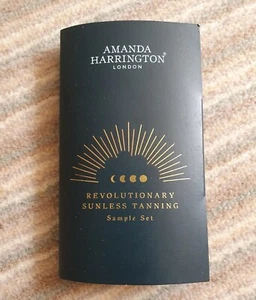 AMANDA
HARRINGTON®
LONDON
REVOLUTIONARY
SUNLESS TANNING
Sample Set